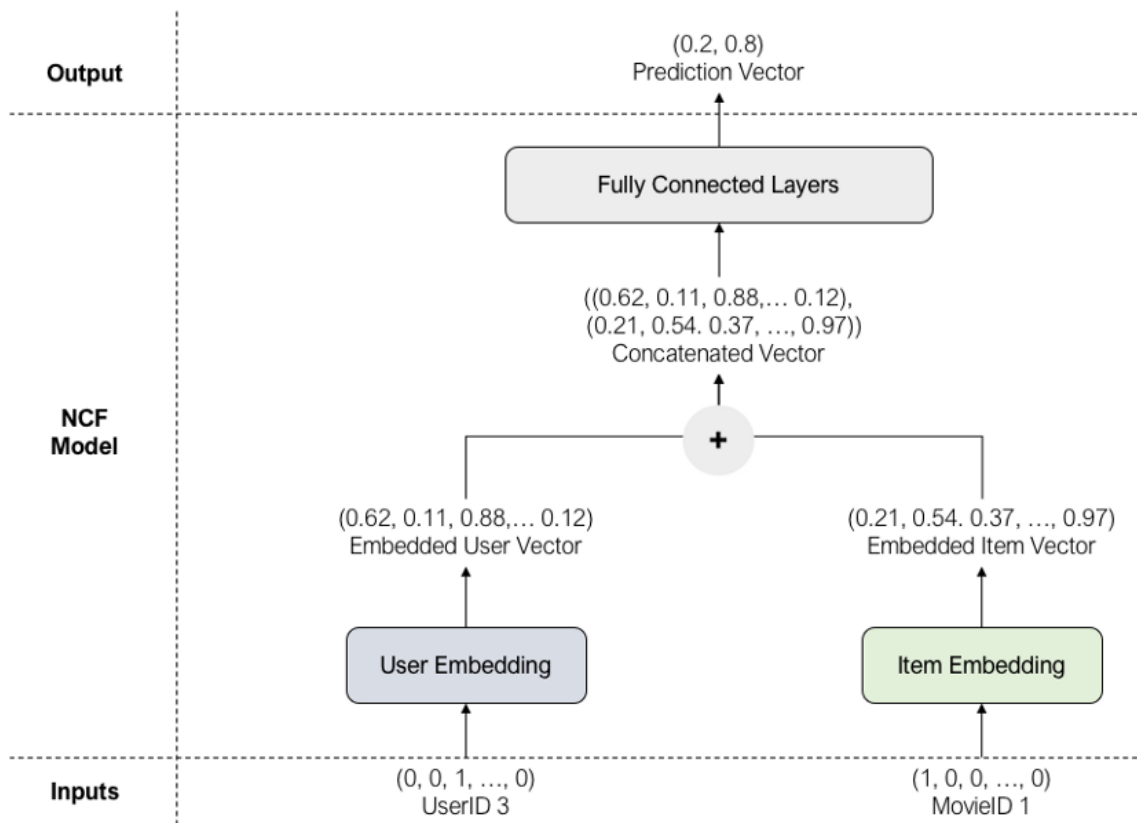 Output
(0.2, 0.8)
Prediction Vector
Fully Connected Layers
((0.62, 0.11, 0.88,… 0.12),
(0.21, 0.54. 0.37, …, 0.97))
Concatenated Vector
NCF
Model
+
(0.62, 0.11, 0.88,… 0.12)
Embedded User Vector
(0.21, 0.54. 0.37, …, 0.97)
Embedded Item Vector
User Embedding
Item Embedding
Inputs
(0, 0, 1, …, 0)
UserID 3
(1, 0, 0, …, 0)
MovieID 1